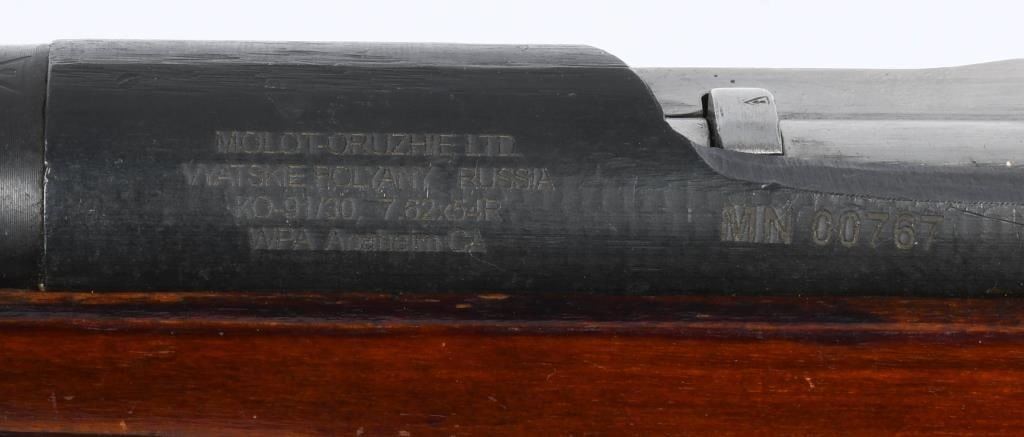 MOLOT-ORUZHIE LTD.
VYATSKIE POLYANY RUSSIA
KO-91/30 7.62x54R
WPA Anaheim CA
MN 00767